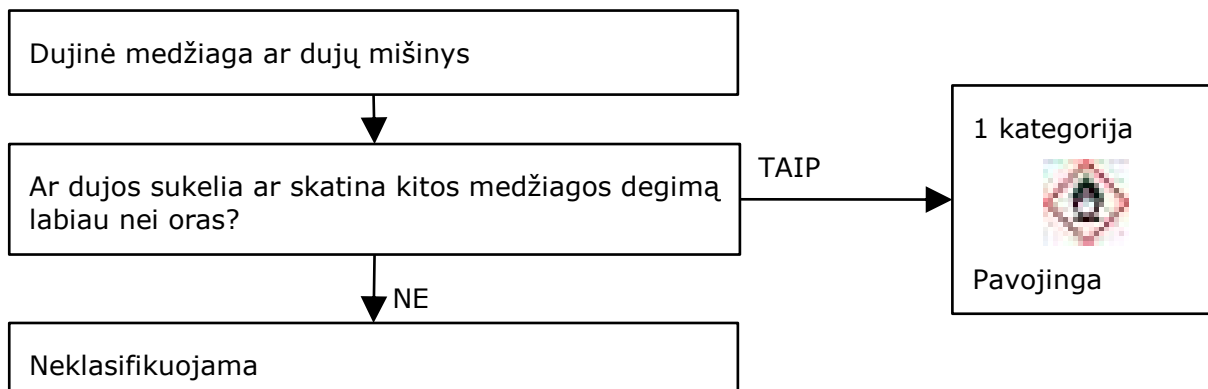 Dujinė medžiaga ar dujų mišinys
Ar dujos sukelia ar skatina kitos medžiagos degimą
labiau nei oras?
TAIP
1 kategorija
Pavojinga
NE
Neklasifikuojama